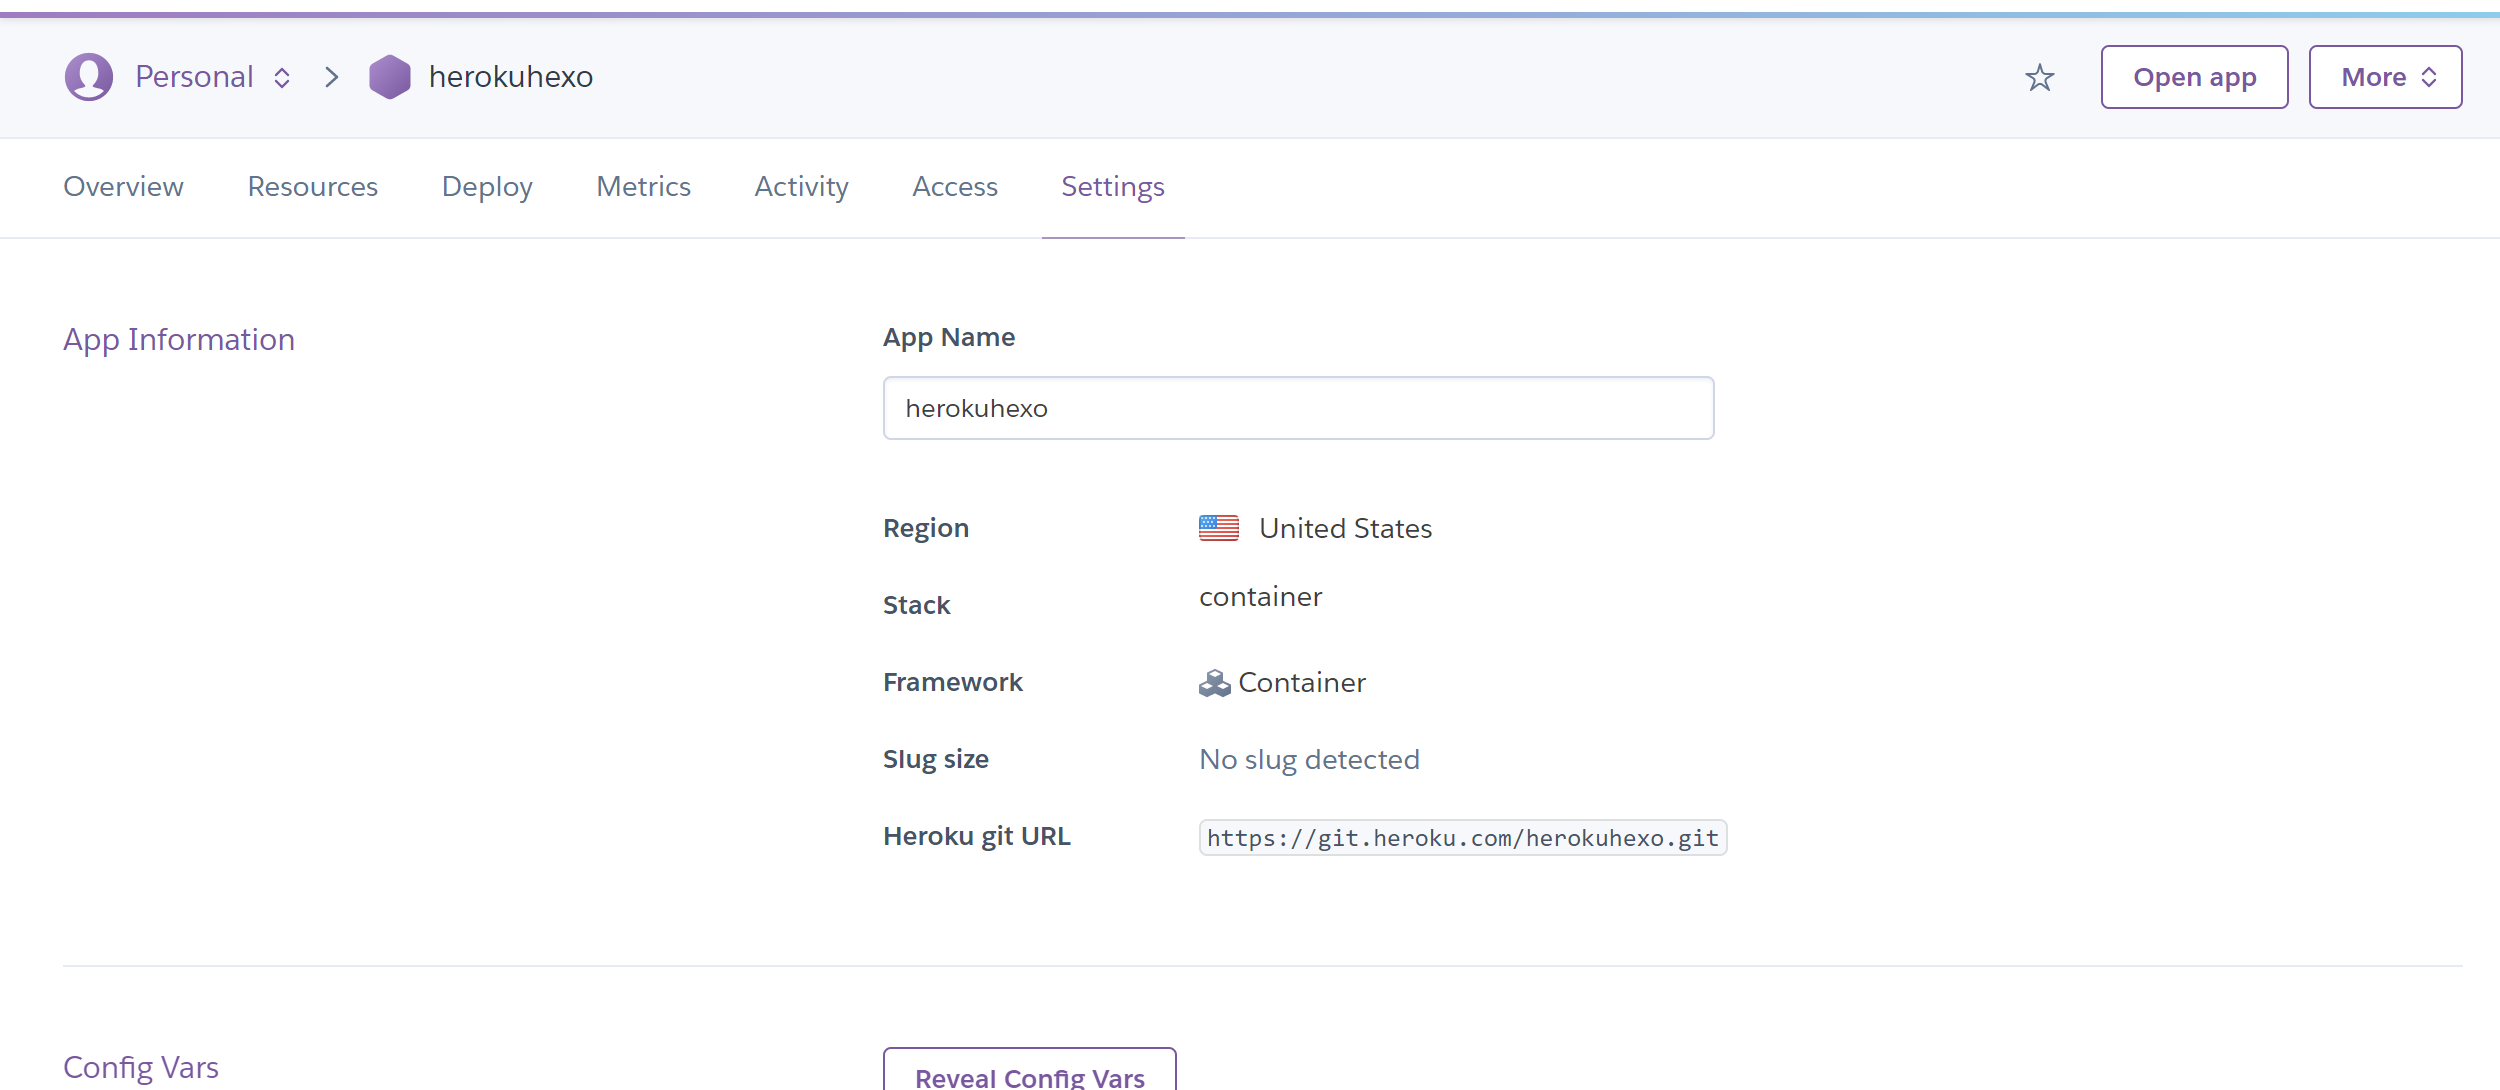 Personal herokuhexo Open app More
Overview Resources Deploy Metrics Activity Access Settings
App Information
App Name
herokuhexo
Region United States
Stack container
Framework Container
Slug size No slug detected
Heroku git URL https://git.heroku.com/herokuhexo.git
Config Vars
Reveal Config Vars